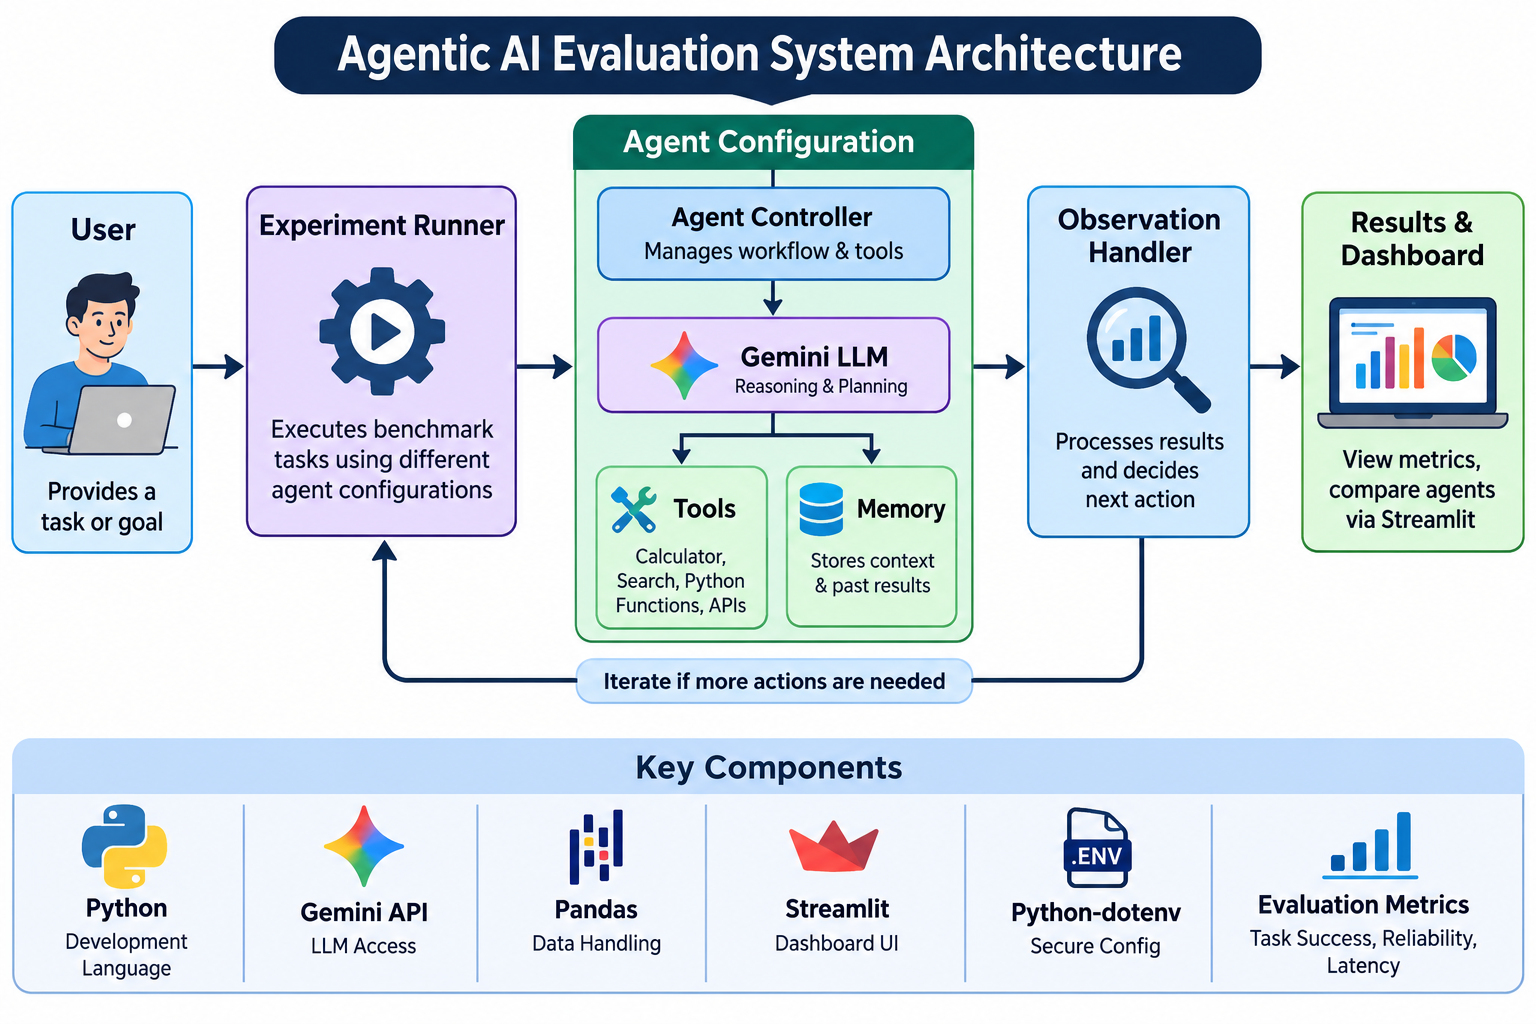 Agentic AI Evaluation System Architecture
User
Provides a
task or goal
Experiment Runner
Executes benchmark
tasks using different
agent configurations
Agent Configuration
Agent Controller
Manages workflow & tools
Gemini LLM
Reasoning & Planning
Tools
Calculator,
Search, Python
Functions, APIs
Memory
Stores context
& past results
Observation
Handler
Processes results
and decides
next action
Results &
Dashboard
View metrics,
compare agents
via Streamlit
Iterate if more actions are needed
Key Components
Python
Development
Language
Gemini API
LLM Access
Pandas
Data Handling
Streamlit
Dashboard UI
.ENV
Python-dotenv
Secure Config
Evaluation Metrics
Task Success, Reliability,
Latency